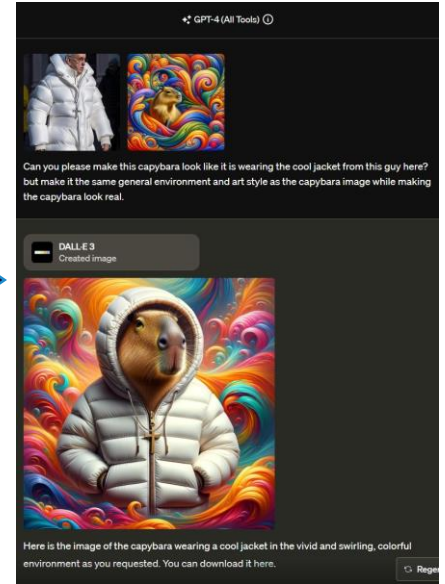 GPT-4 (All Tools)
Can you please make this capybara look like it is wearing the cool jacket from this guy here?
but make it the same general environment and art style as the capybara image while making
the capybara look real.
DALL·E 3
Created image
Here is the image of the capybara wearing a cool jacket in the vivid and swirling, colorful
environment as you requested. You can download it here.
Regen